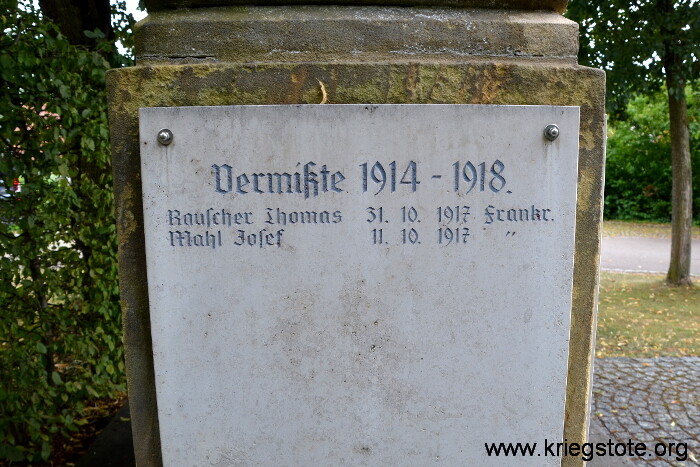 Vermißte 1914 - 1918.
Rauscher Thomas 31. 10. 1917 Frankr.
Mahl Josef 11. 10. 1917 "
www.kriegstote.org